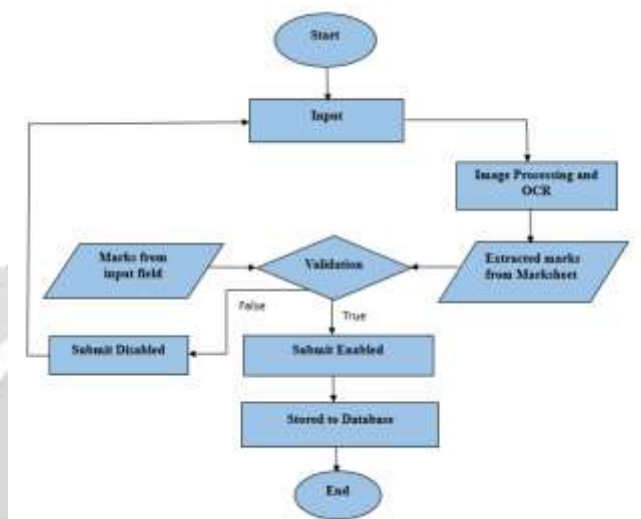 Start
Input
Image Processing and
OCR
Marks from
input field
Validation
Extracted marks
from Marksheet
False
True
Submit Disabled
Submit Enabled
Stored to Database
End